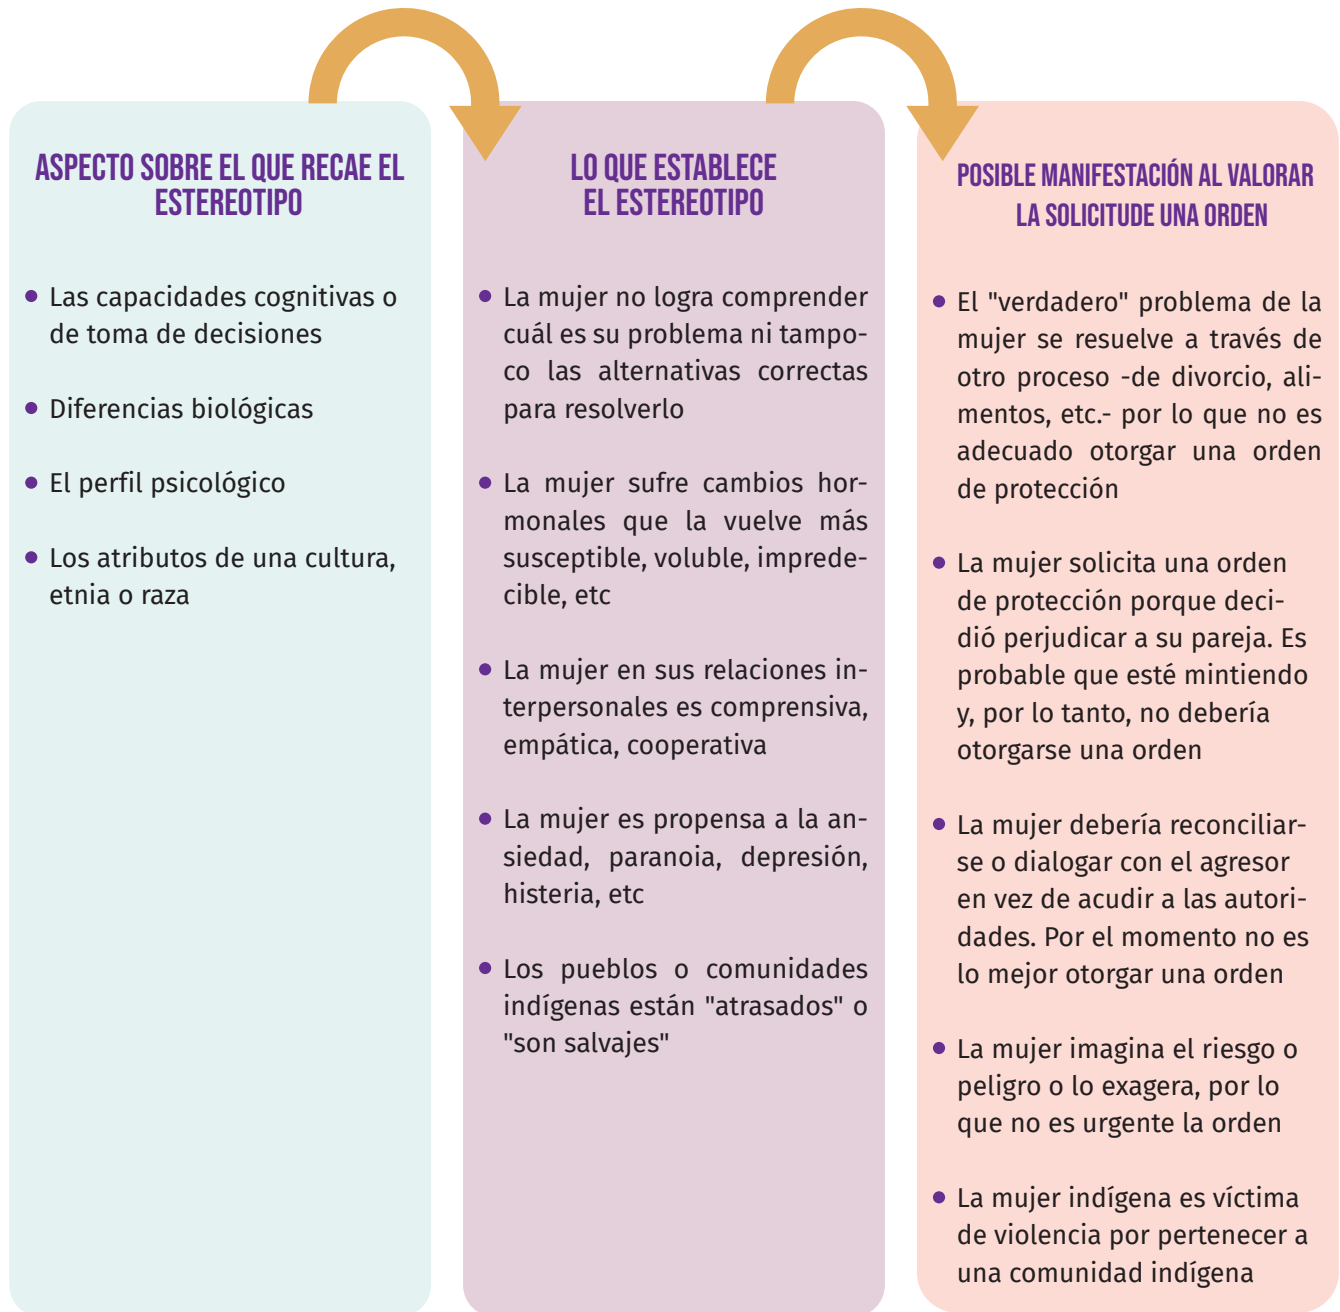 ASPECTO SOBRE EL QUE RECAE EL
ESTEREOTIPO
• Las capacidades cognitivas o
de toma de decisiones
• Diferencias biológicas
• El perfil psicológico
• Los atributos de una cultura,
etnia o raza
LO QUE ESTABLECE
EL ESTEREOTIPO
• La mujer no logra comprender
cuál es su problema ni tampo-
co las alternativas correctas
para resolverlo
• La mujer sufre cambios hor-
monales que la vuelve más
susceptible, voluble, imprede-
cible, etc
• La mujer en sus relaciones in-
terpersonales es comprensiva,
empática, cooperativa
• La mujer es propensa a la an-
siedad, paranoia, depresión,
histeria, etc
• Los pueblos o comunidades
indígenas están "atrasados" o
"son salvajes"
POSIBLE MANIFESTACIÓN AL VALORAR
LA SOLICITUDE UNA ORDEN
• El "verdadero" problema de la
mujer se resuelve a través de
otro proceso -de divorcio, ali-
mentos, etc.- por lo que no es
adecuado otorgar una orden
de protección
• La mujer solicita una orden
de protección porque deci-
dió perjudicar a su pareja. Es
probable que esté mintiendo
y, por lo tanto, no debería
otorgarse una orden
• La mujer debería reconciliar-
se o dialogar con el agresor
en vez de acudir a las autori-
dades. Por el momento no es
lo mejor otorgar una orden
• La mujer imagina el riesgo o
peligro o lo exagera, por lo
que no es urgente la orden
• La mujer indígena es víctima
de violencia por pertenecer a
una comunidad indígena